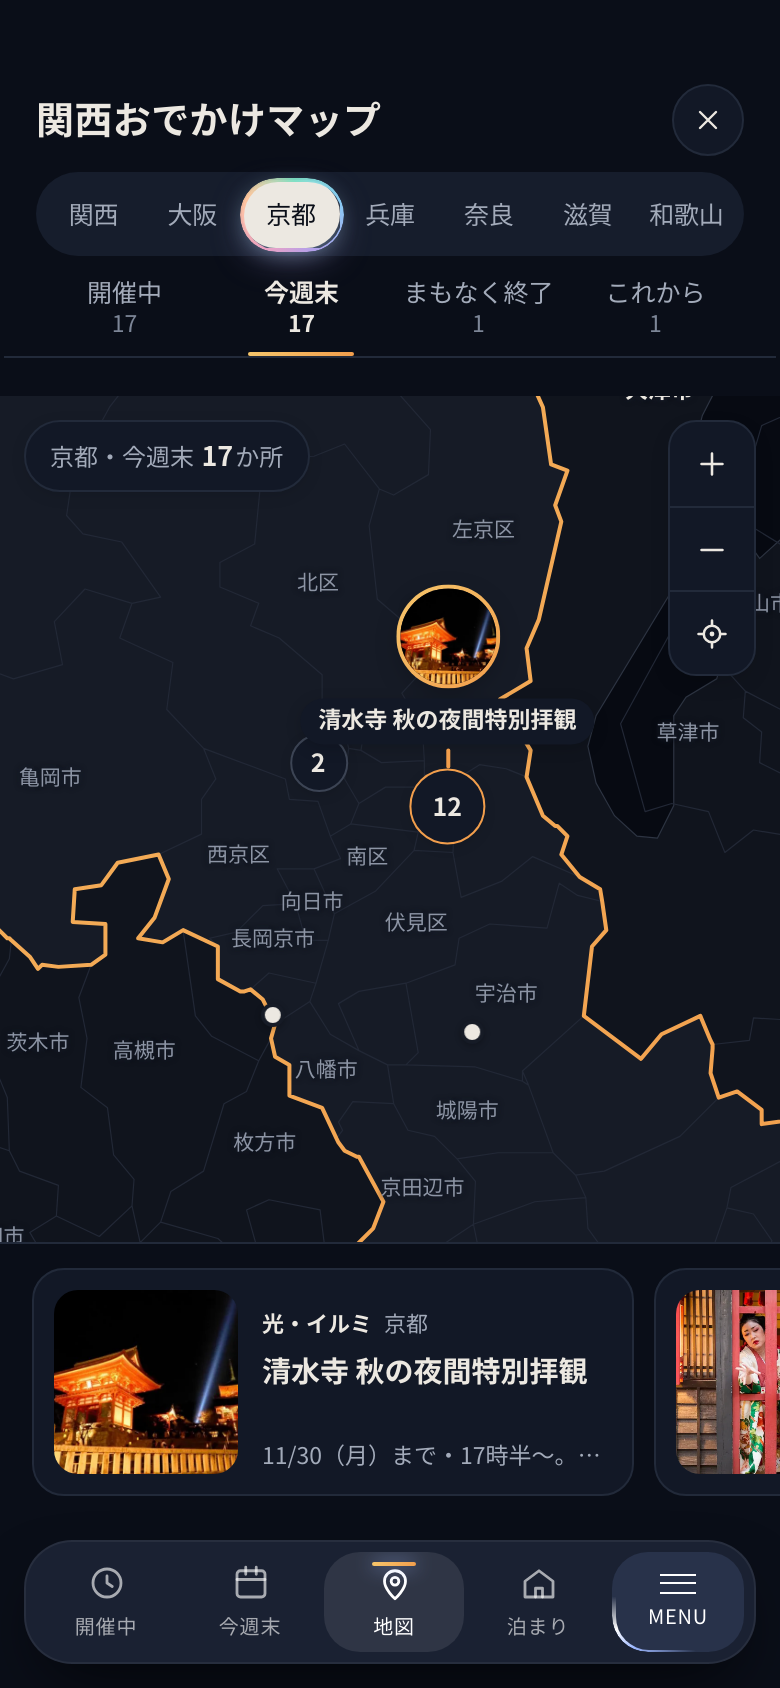 関西おでかけマップ
関西 大阪 京都 兵庫 奈良 滋賀 和歌山
開催中 今週末 まもなく終了 これから
17 17 1 1
京都・今週末 17か所
左京区
北区
清水寺 秋の夜間特別拝観
草津市
2
亀岡市
12
西京区
南区
向日市
伏見区
長岡京市
宇治市
茨木市
高槻市
八幡市
城陽市
枚方市
京田辺市
光・イルミ 京都
清水寺 秋の夜間特別拝観
11/30（月）まで・17時半〜。…
開催中 今週末 地図 泊まり MENU